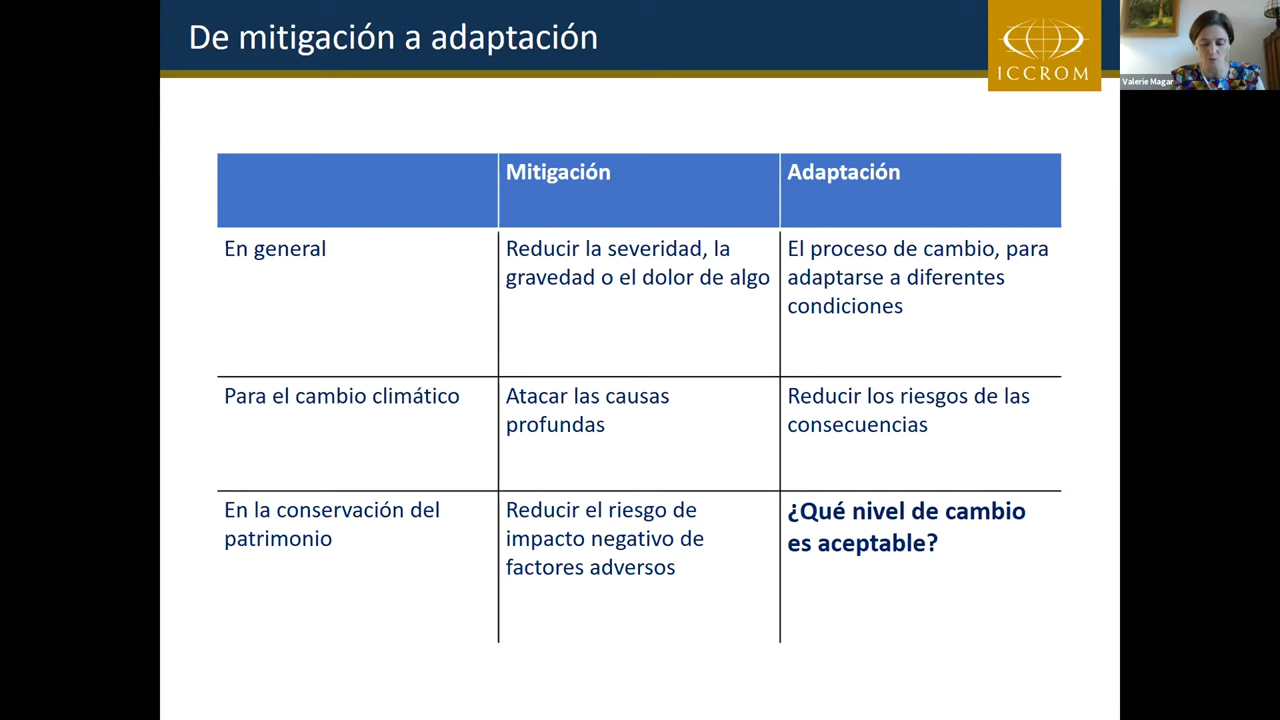 De mitigación a adaptación
ICCROM
Valerie Magar
Mitigación
Adaptación
En general
Reducir la severidad, la
gravedad o el dolor de algo
El proceso de cambio, para
adaptarse a diferentes
condiciones
Para el cambio climático
Atacar las causas
profundas
Reducir los riesgos de las
consecuencias
En la conservación del
patrimonio
Reducir el riesgo de
impacto negativo de
factores adversos
¿Qué nivel de cambio
es aceptable?